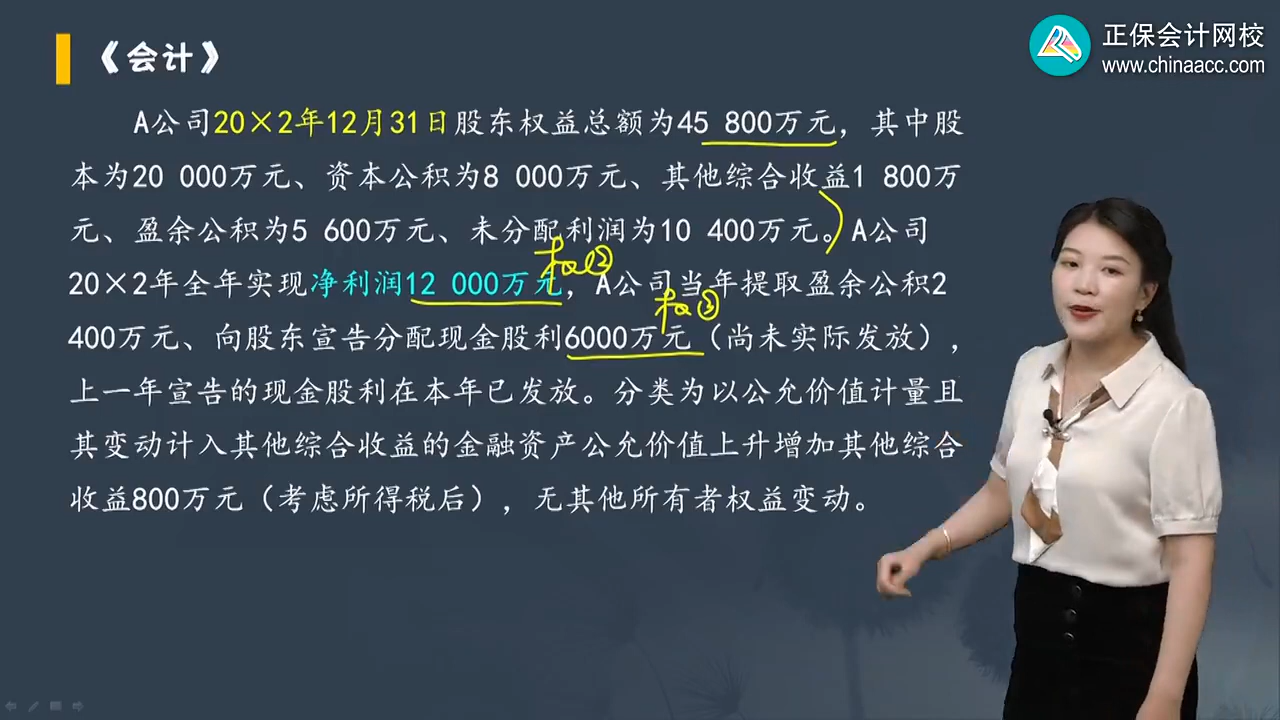 《会计》
正保会计网校
www.chinaacc.com
A公司20×2年12月31日股东权益总额为45 800万元，其中股
本为20 000万元、资本公积为8 000万元、其他综合收益1 800万
元、盈余公积为5 600万元、未分配利润为10 400万元。A公司
20×2年全年实现净利润12 000万元，A公司当年提取盈余公积2
400万元、向股东宣告分配现金股利6000万元（尚未实际发放），
上一年宣告的现金股利在本年已发放。分类为以公允价值计量且
其变动计入其他综合收益的金融资产公允价值上升增加其他综合
收益800万元（考虑所得税后），无其他所有者权益变动。